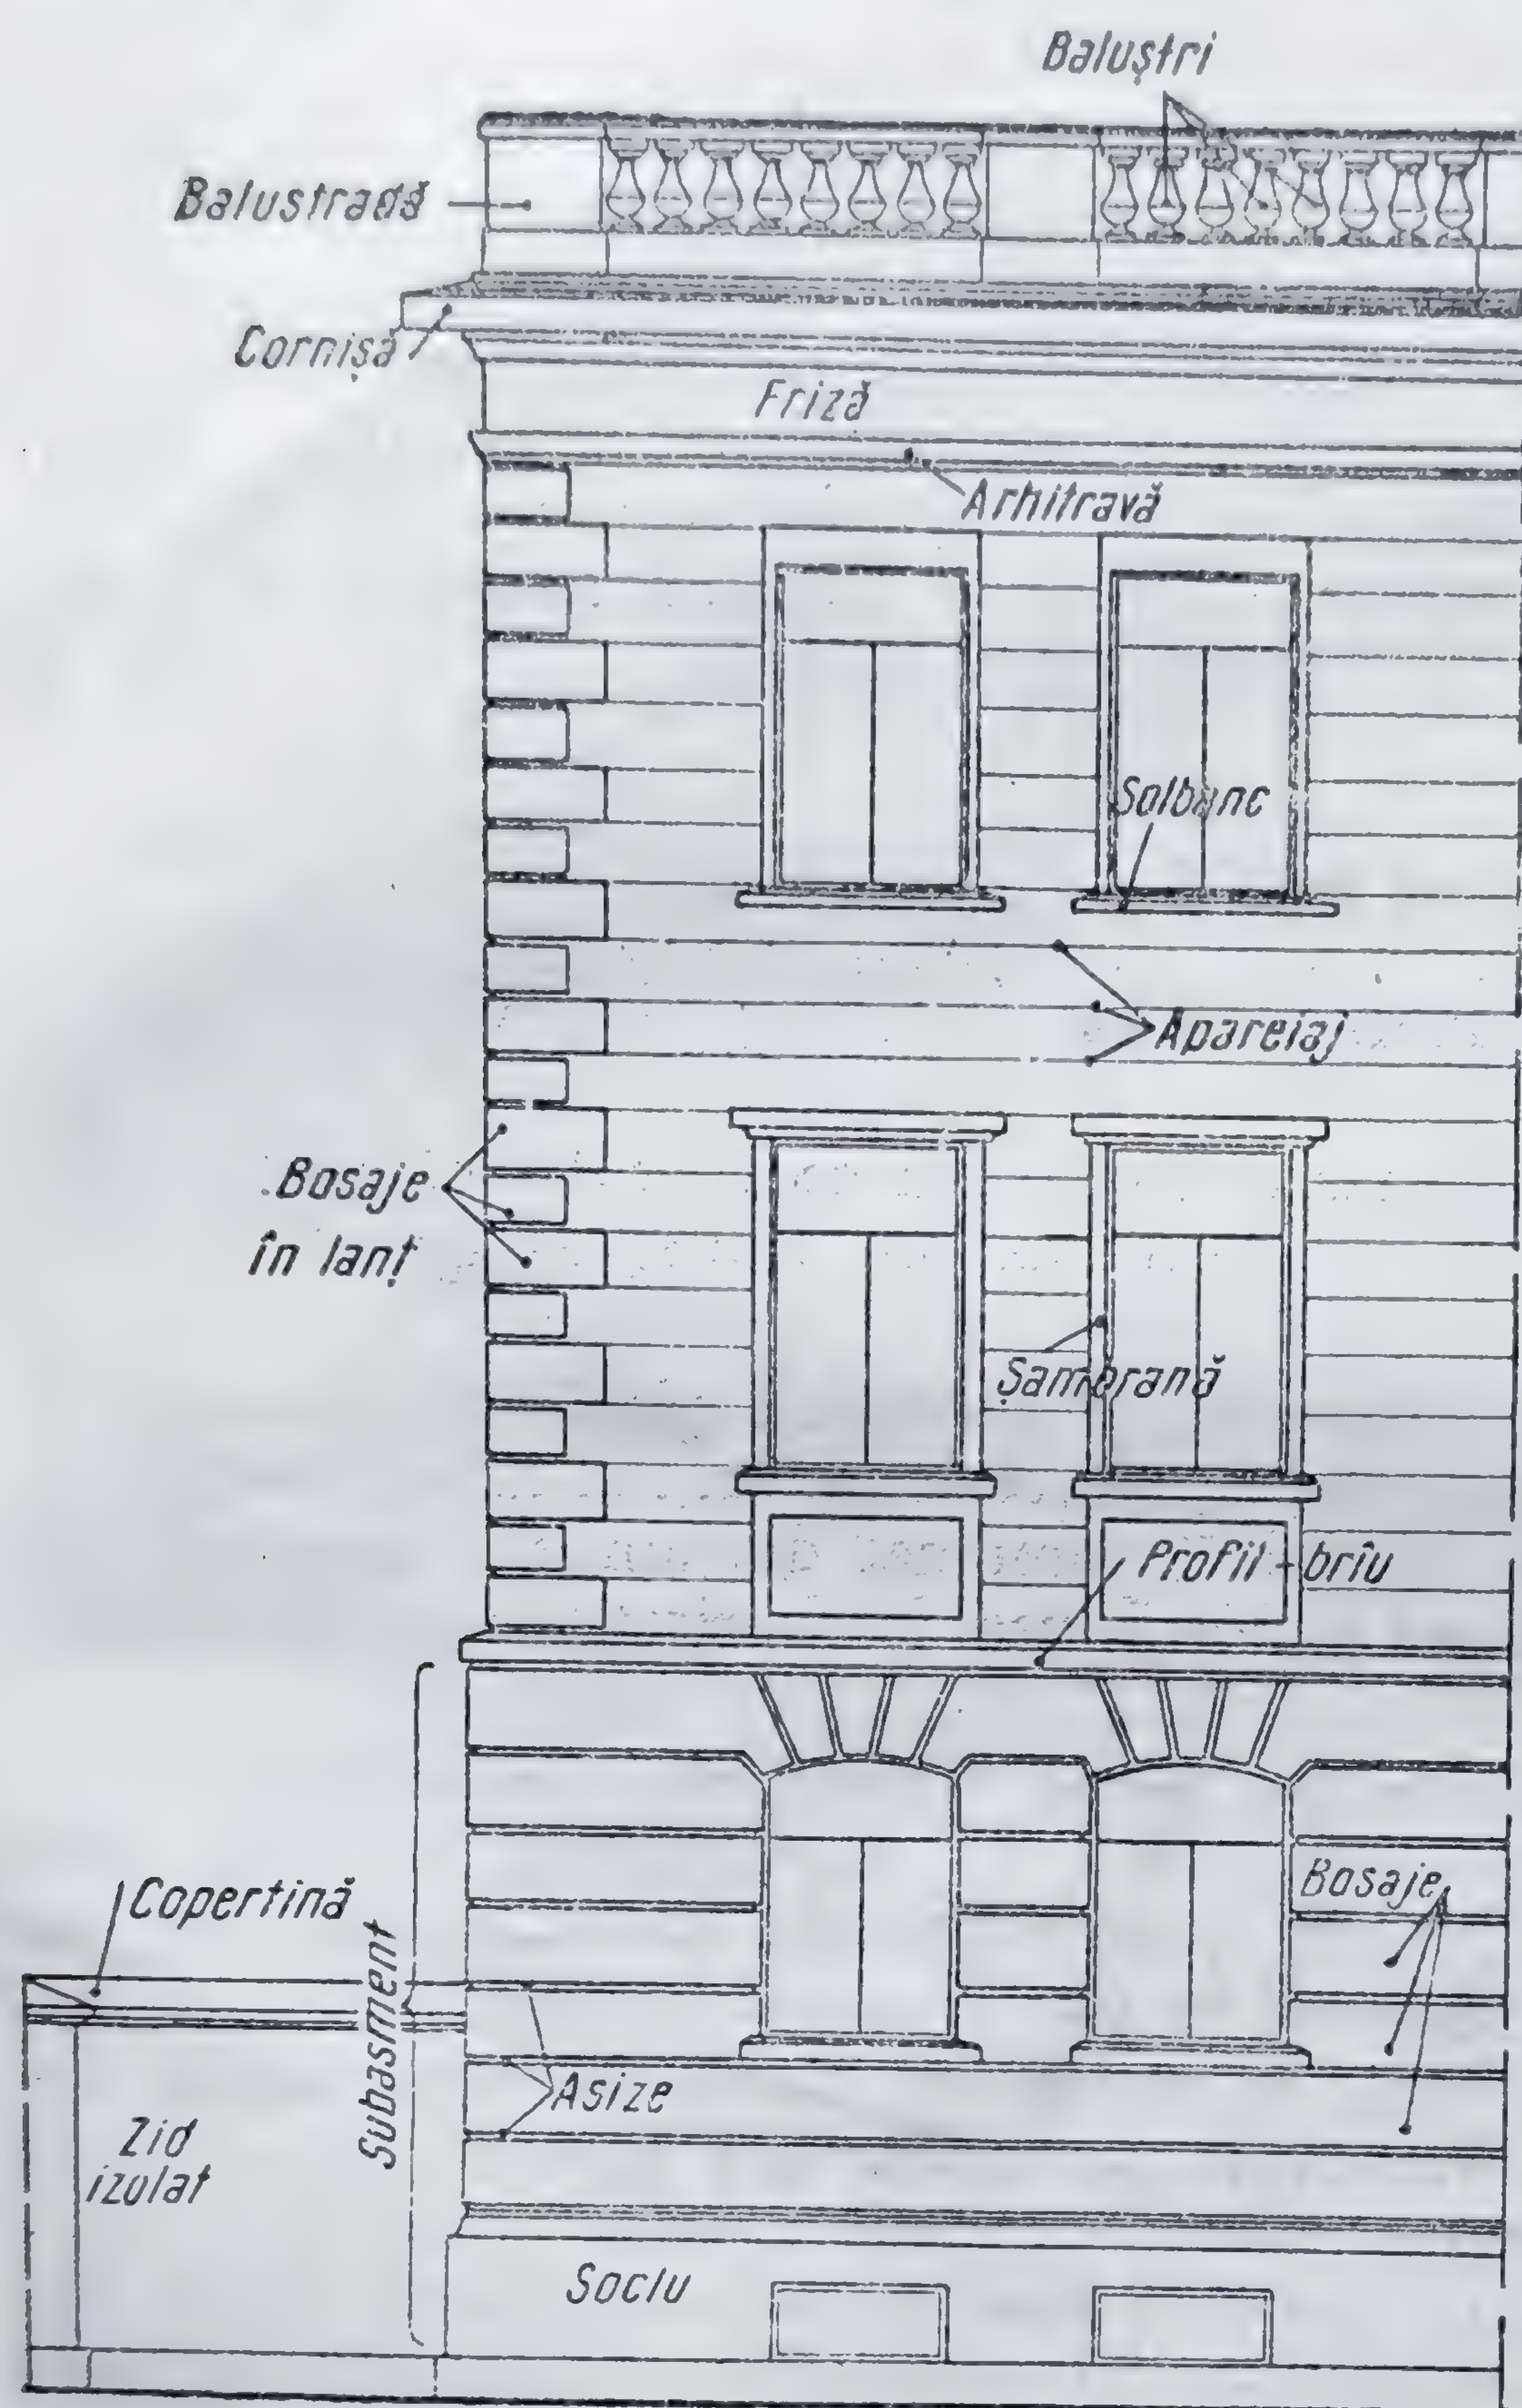 Baluștri
Balustradă
Cornișă
Friză
Arhitravă
Solbanc
Apareiaj
Bosaje
în lanț
Șamerană
Profil-brîu
Bosaje
Copertină
Subasment
Asize
Zid
izolat
Soclu